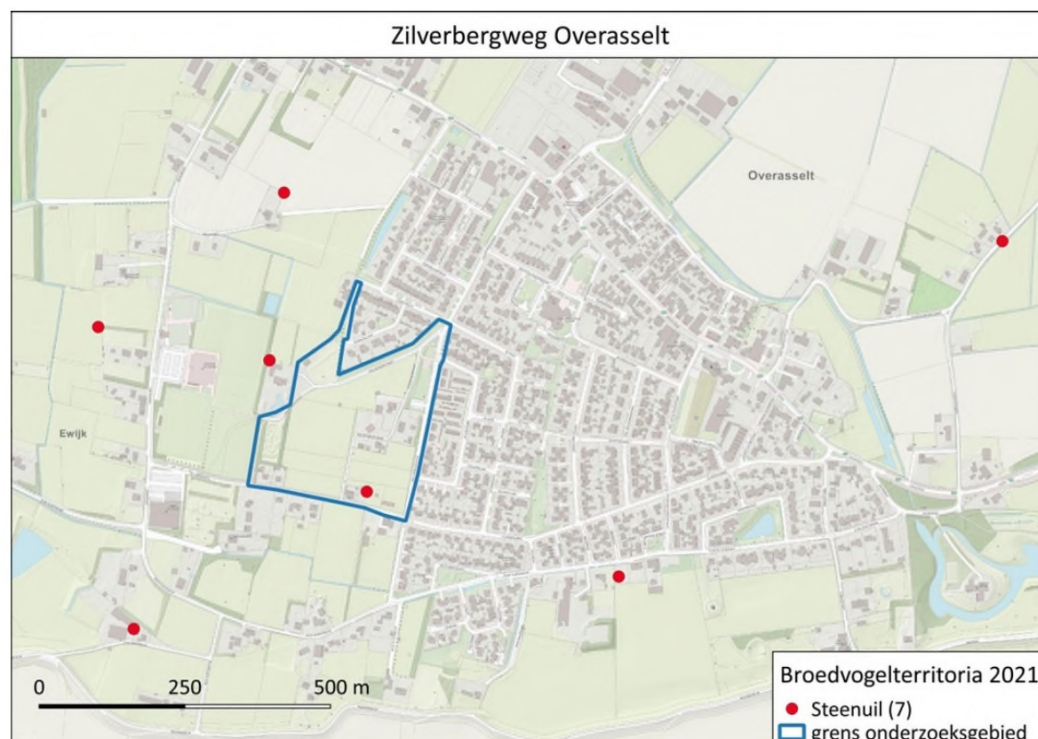 Zilverbergweg Overasselt
Overasselt
Ewijk
0 250 500 m
Broedvogelterritoria 2021
Steenuil (7)
grens onderzoeksgebied